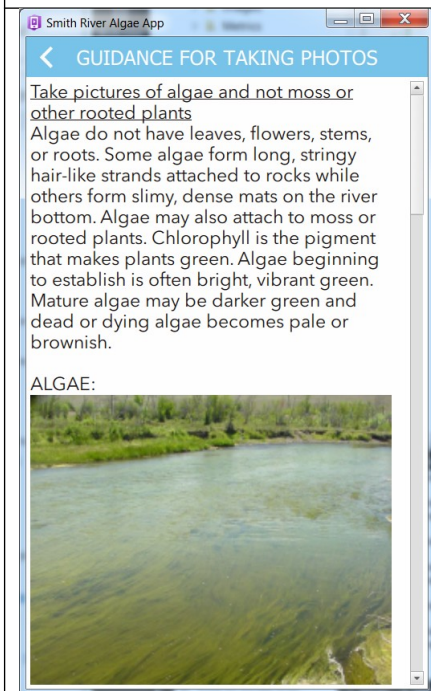 Smith River Algae App
GUIDANCE FOR TAKING PHOTOS
Take pictures of algae and not moss or
other rooted plants
Algae do not have leaves, flowers, stems,
or roots. Some algae form long, stringy
hair-like strands attached to rocks while
others form slimy, dense mats on the river
bottom. Algae may also attach to moss or
rooted plants. Chlorophyll is the pigment
that makes plants green. Algae beginning
to establish is often bright, vibrant green.
Mature algae may be darker green and
dead or dying algae becomes pale or
brownish.
ALGAE: